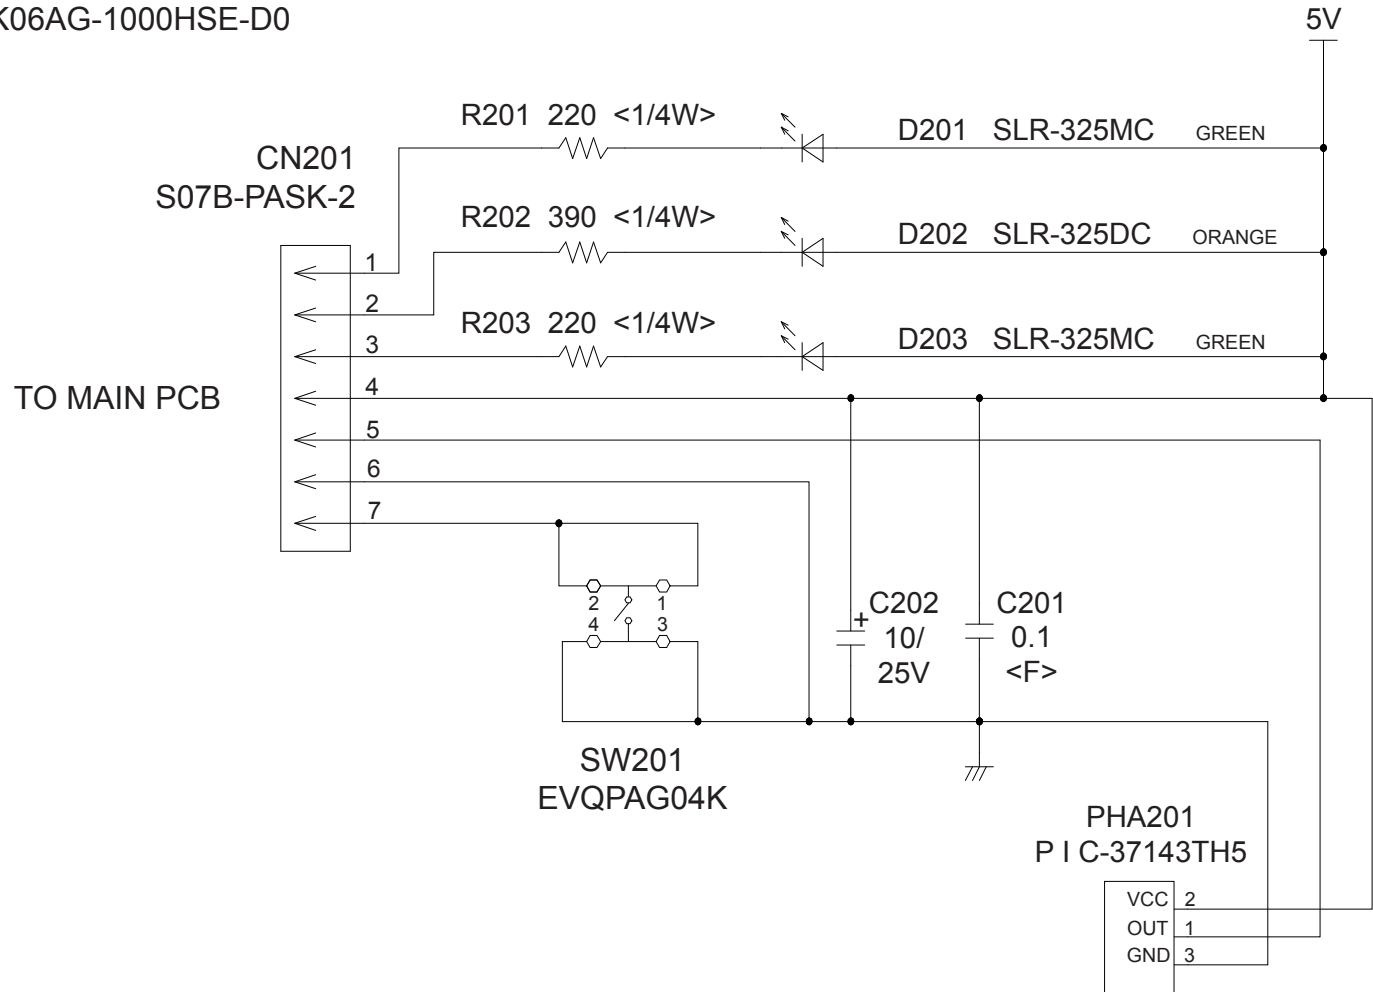 K06AG-1000HSE-D0
5V
R201 220 <1/4W>
D201 SLR-325MC GREEN
CN201
S07B-PASK-2
R202 390 <1/4W>
D202 SLR-325DC ORANGE
1
2
R203 220 <1/4W>
D203 SLR-325MC GREEN
3
TO MAIN PCB
4
5
6
7
2 1
4 3
C202
+
10/
25V
C201
0.1
<F>
SW201
EVQPAG04K
PHA201
P I C-37143TH5
VCC 2
OUT 1
GND 3